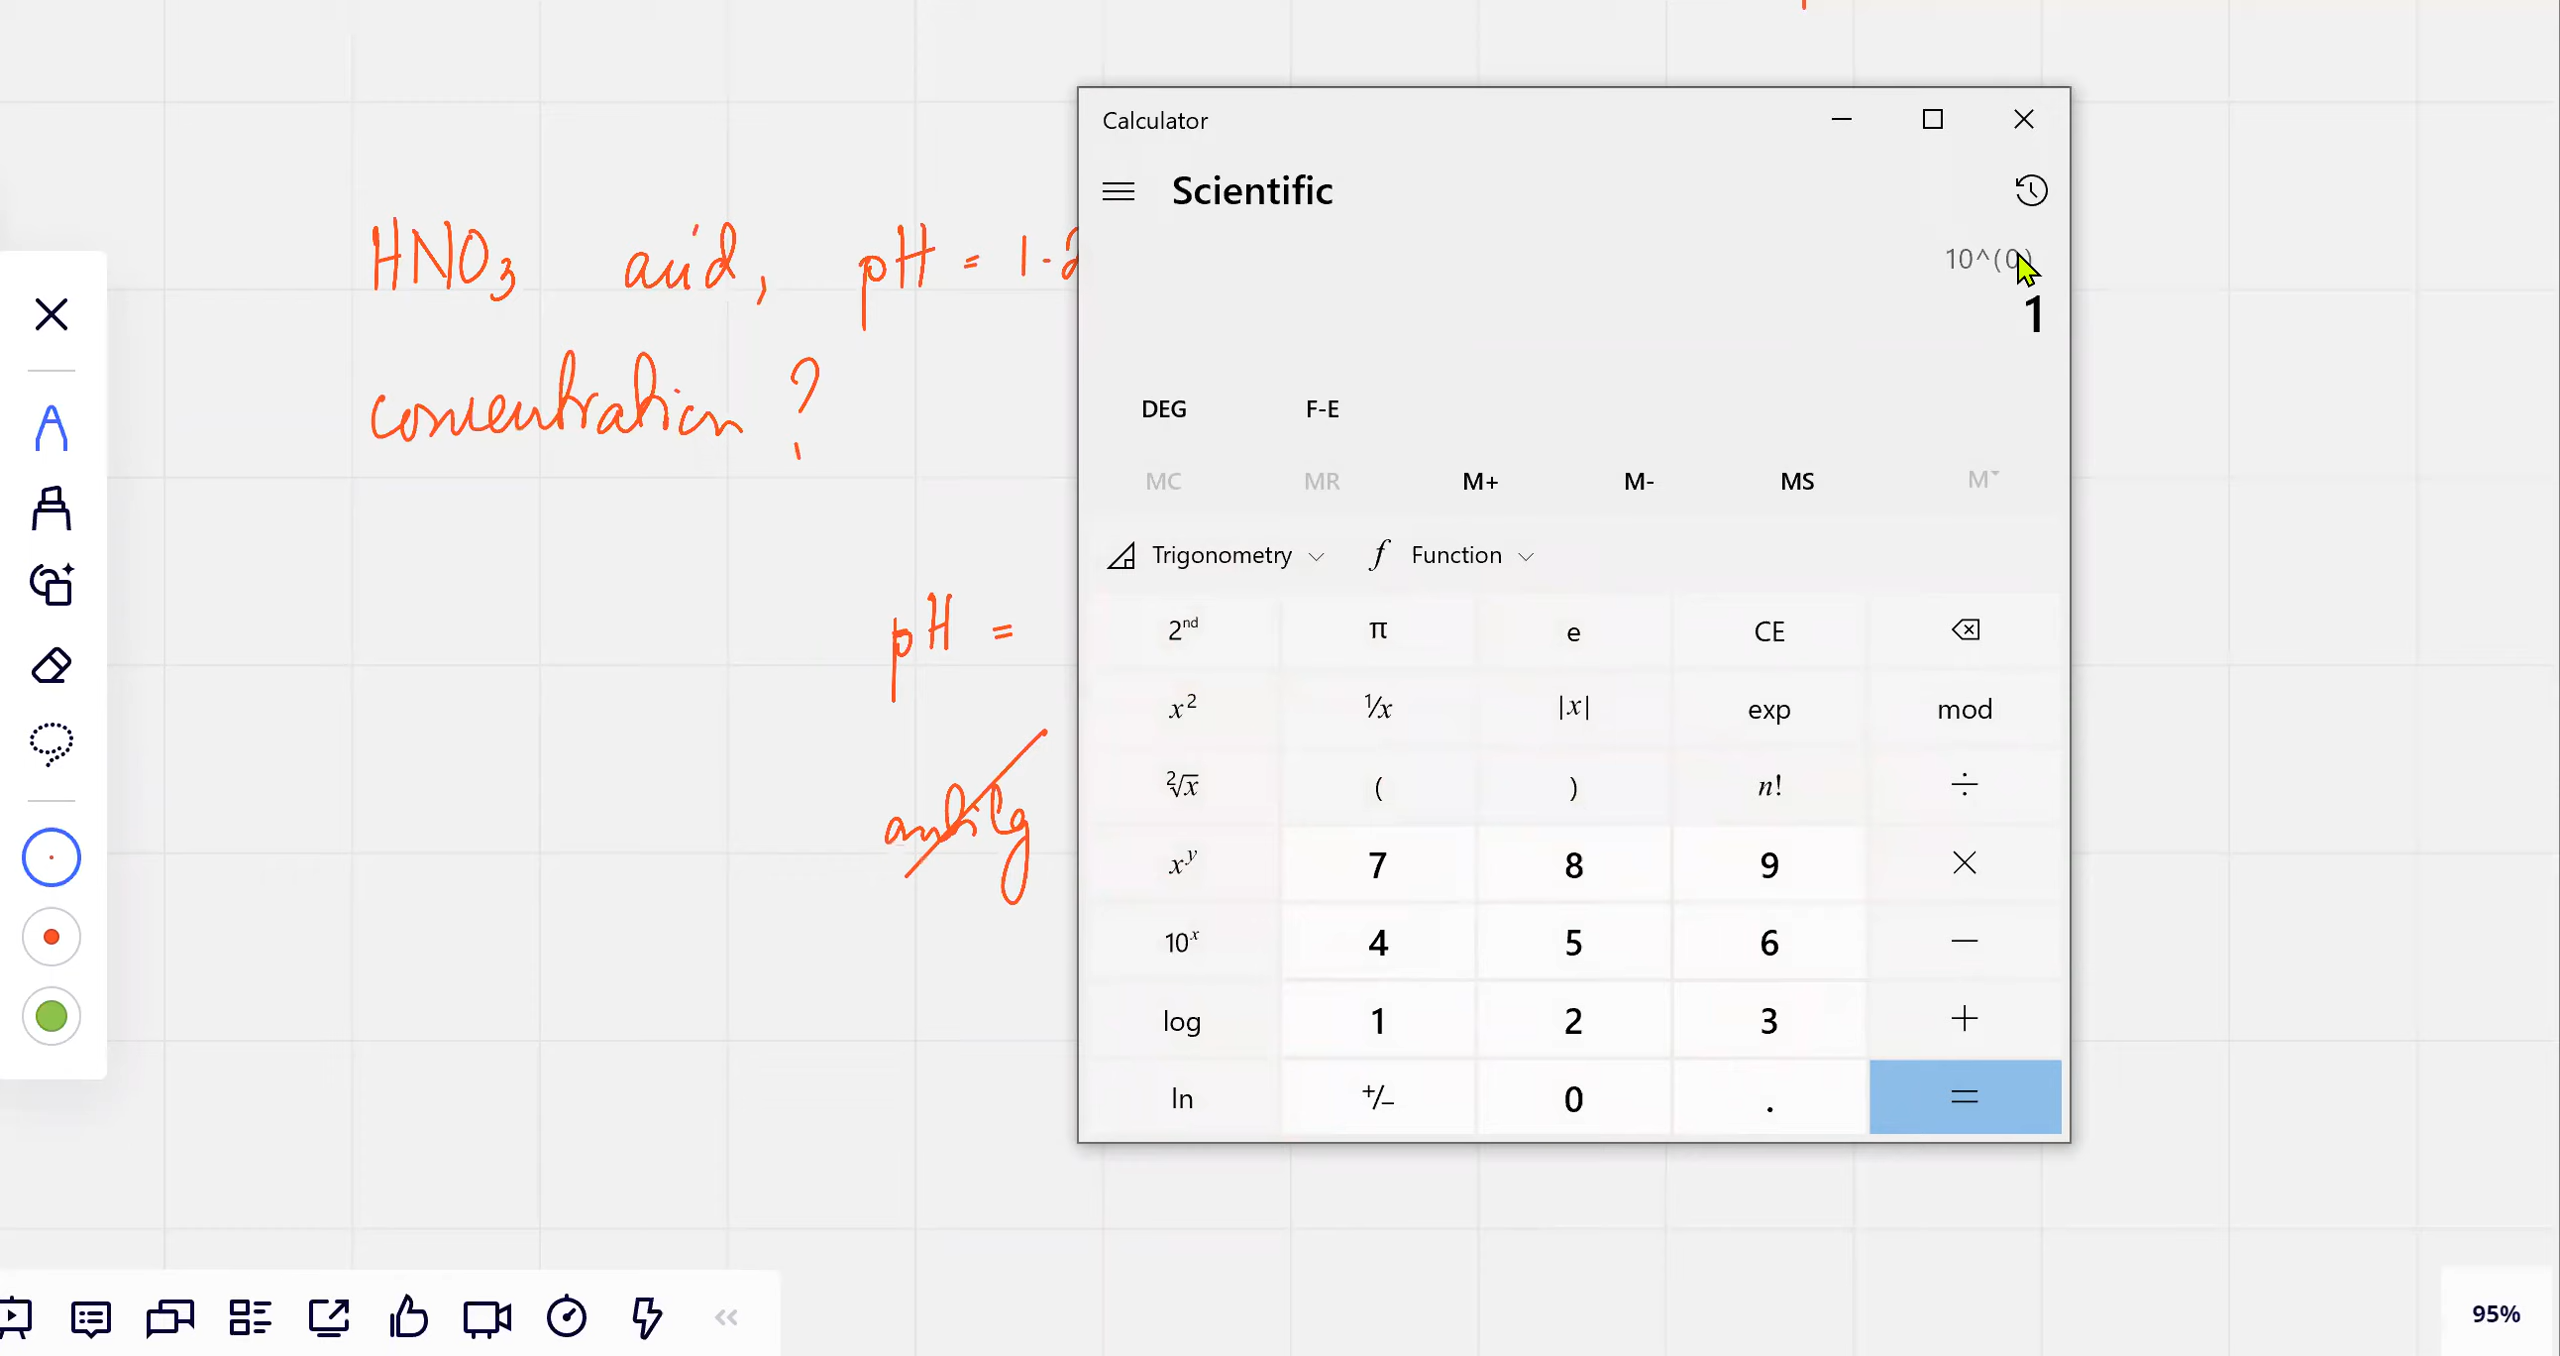 Calculator
Scientific
10^(0)
1
HNO3 acid, pH = 1.2
concentration ?
DEG F-E
MC MR M+ M- MS M
Trigonometry f Function
2nd π e CE
pH =
x2 1/x |x| exp mod
2√x ( ) n! ÷
antilog
xy 7 8 9 ×
10x 4 5 6 −
log 1 2 3 +
ln +/− 0 . =
95%